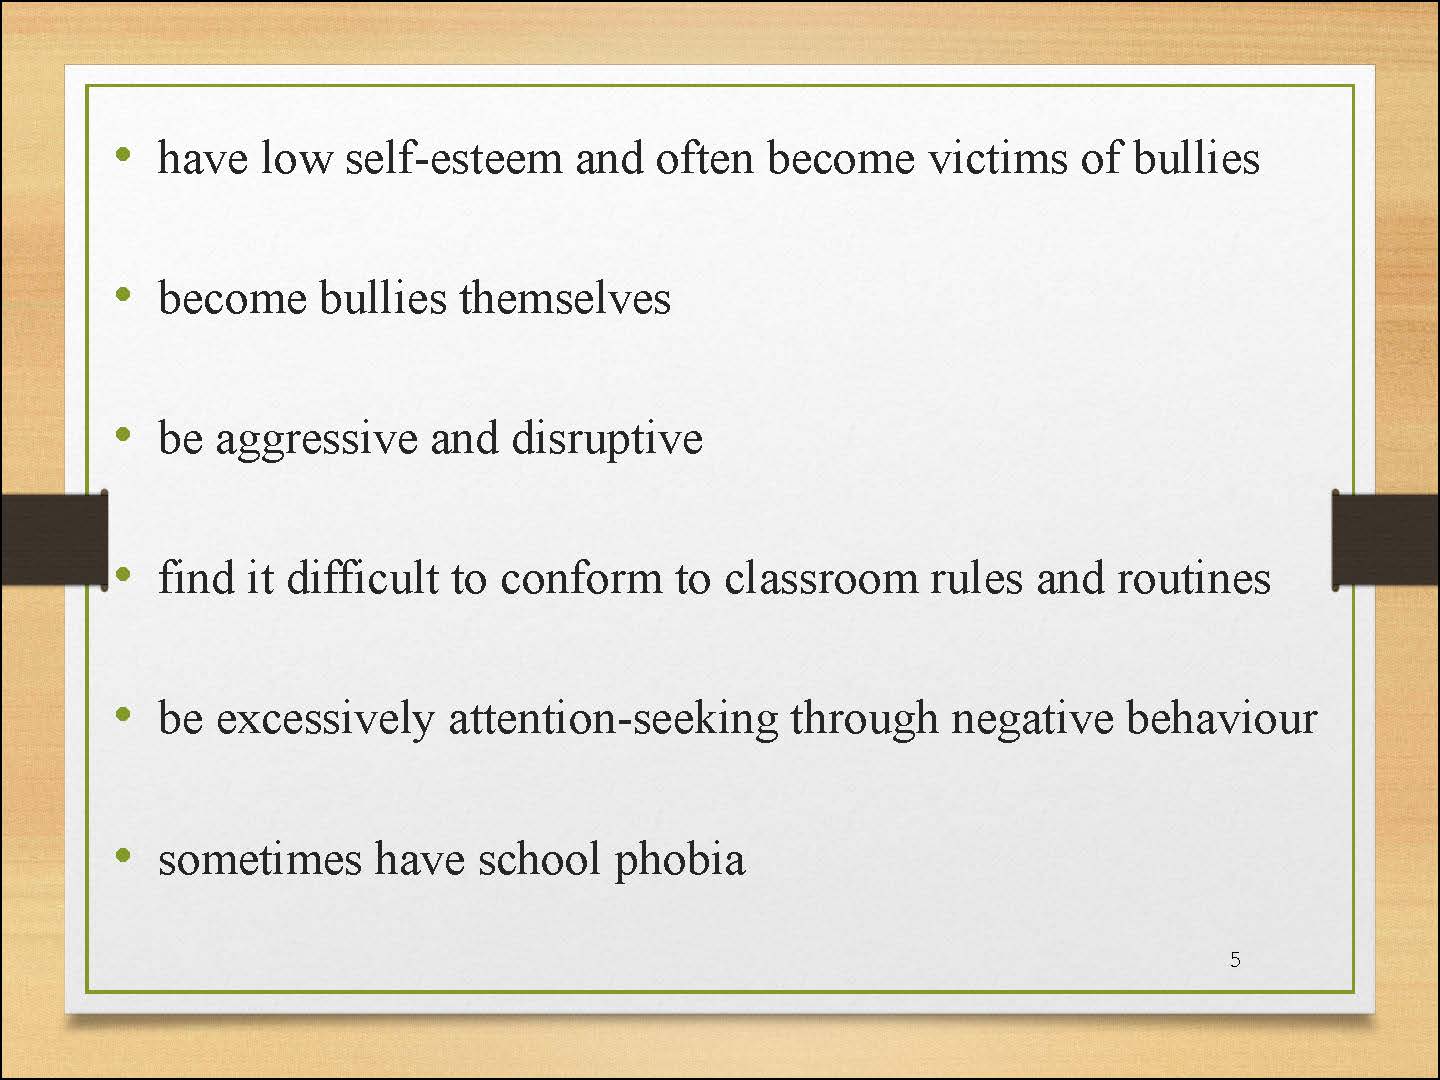 • have low self-esteem and often become victims of bullies
• become bullies themselves
• be aggressive and disruptive
• find it difficult to conform to classroom rules and routines
• be excessively attention-seeking through negative behaviour
• sometimes have school phobia
5